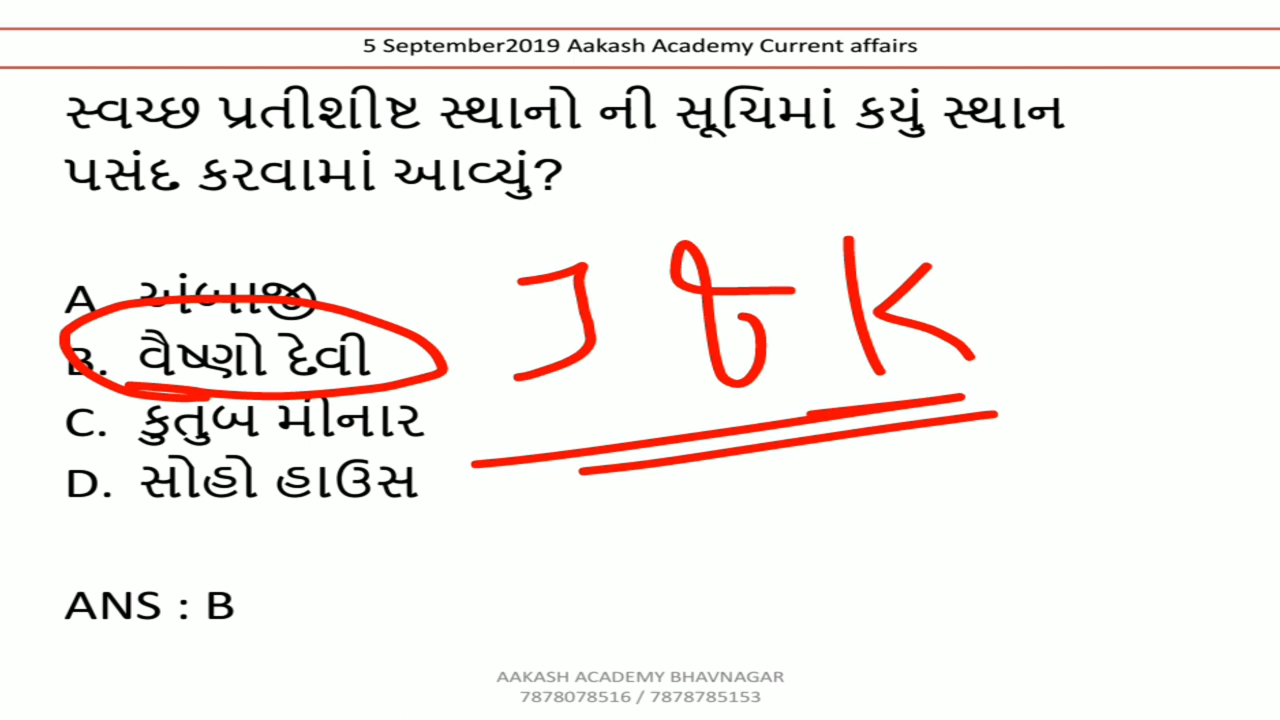 5 September2019 Aakash Academy Current affairs
સ્વચ્છ પ્રતીશીષ્ટ સ્થાનો ની સૂચિમાં કયું સ્થાન
પસંદ કરવામાં આવ્યું?
A. અંબાજી
B. વૈષ્ણો દેવી
J & K
C. કુતુબ મીનાર
D. સોહો હાઉસ
ANS : B
AAKASH ACADEMY BHAVNAGAR
7878078516 / 7878785153